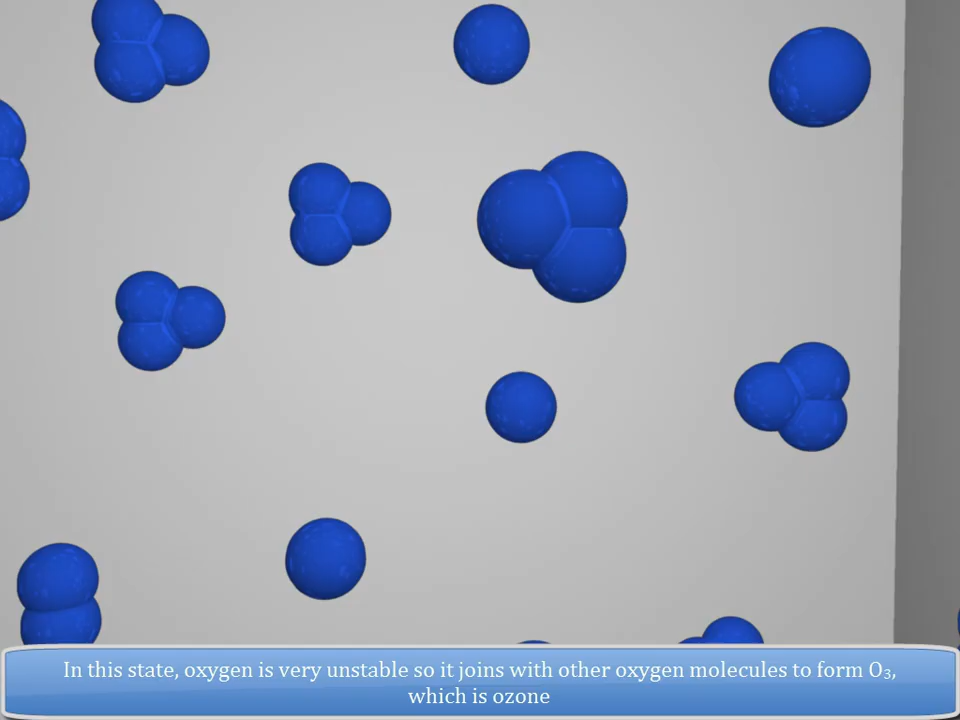 In this state, oxygen is very unstable so it joins with other oxygen molecules to form O₃,
which is ozone